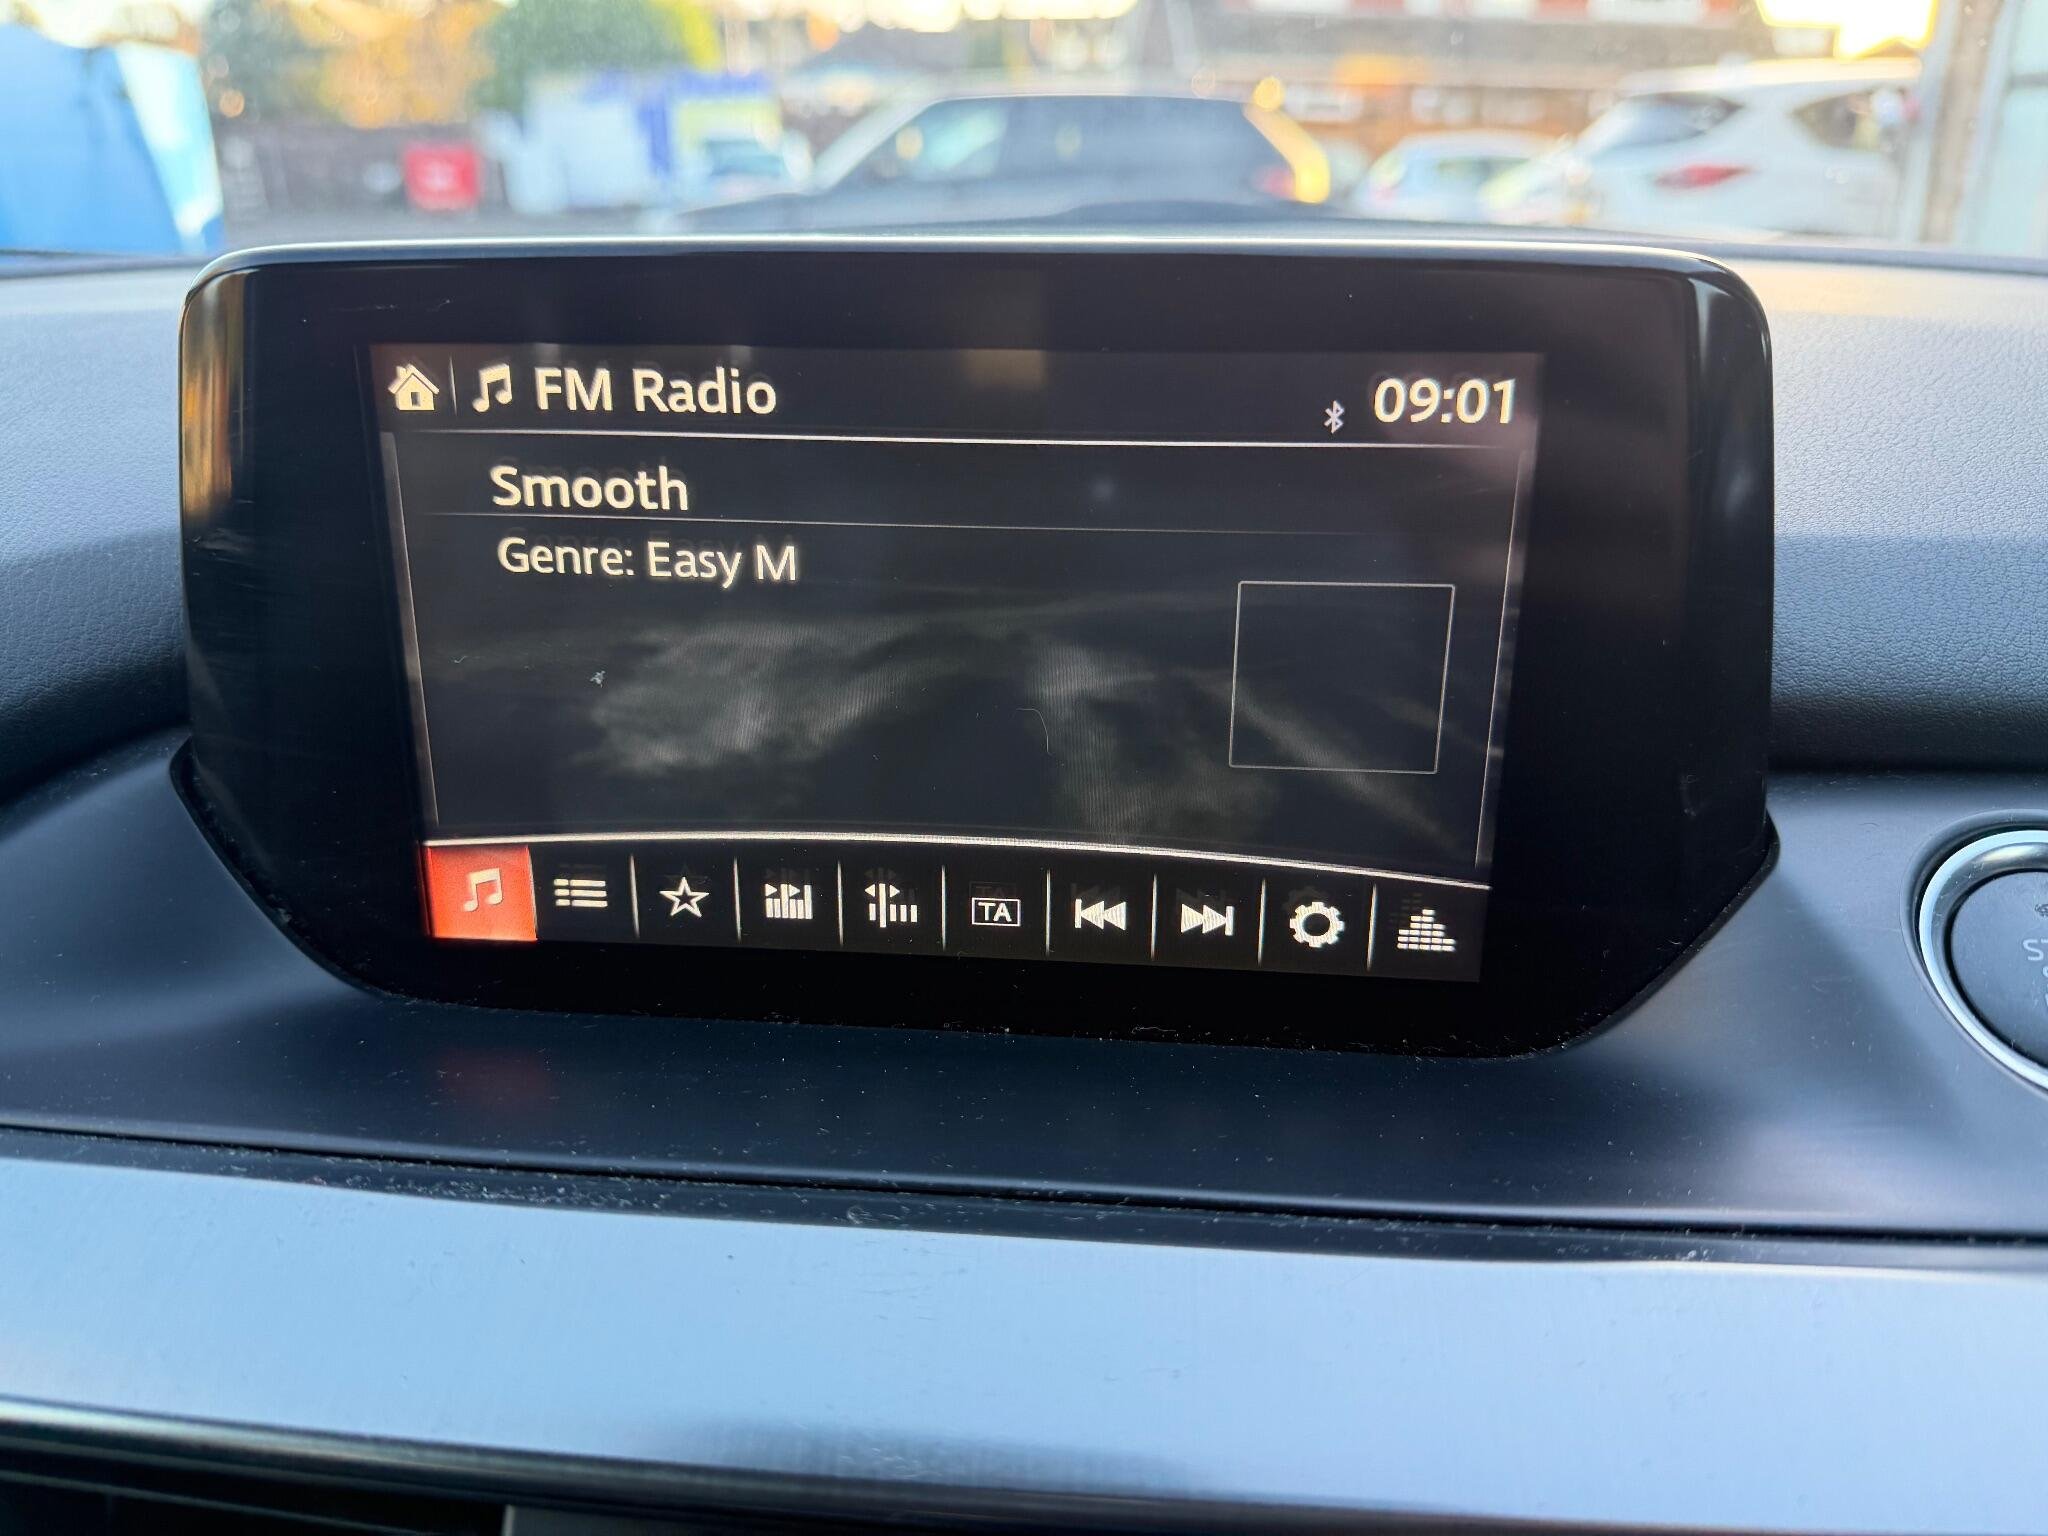 FM Radio
09:01
Smooth
Genre: Easy M
TA